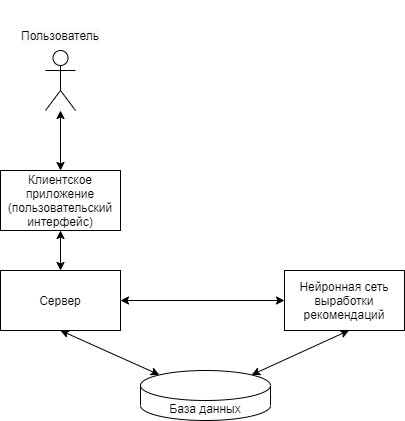 Пользователь
Клиентское
приложение
(пользовательский
интерфейс)
Сервер
Нейронная сеть
выработки
рекомендаций
База данных